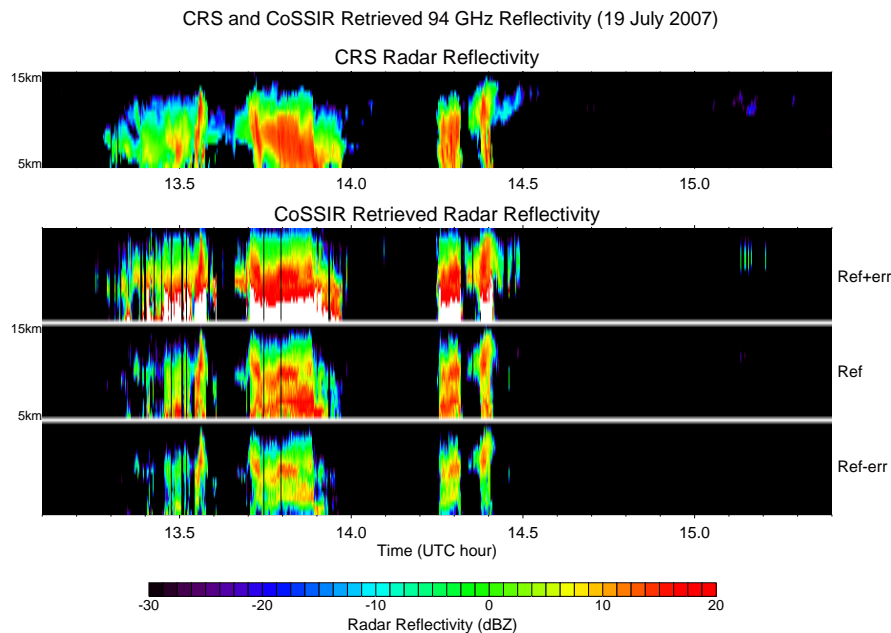 CRS and CoSSIR Retrieved 94 GHz Reflectivity (19 July 2007)
CRS Radar Reflectivity
15km
5km
13.5 14.0 14.5 15.0
CoSSIR Retrieved Radar Reflectivity
Ref+err
15km
Ref
5km
Ref-err
13.5 14.0 14.5 15.0
Time (UTC hour)
-30 -20 -10 0 10 20
Radar Reflectivity (dBZ)